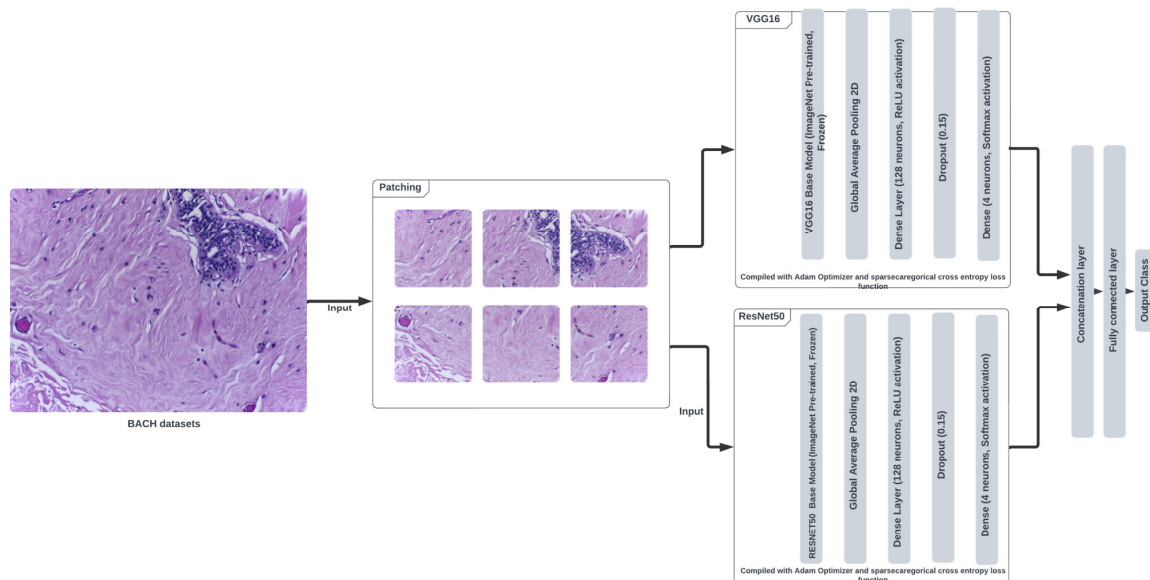 BACH datasets
Input
Patching
Input
VGG16
VGG16 Base Model (ImageNet Pre-trained,
Frozen)
Global Average Pooling 2D
Dense Layer (128 neurons, ReLU activation)
Dropout (0.15)
Dense (4 neurons, Softmax activation)
Compiled with Adam Optimizer and sparsecaregorical cross entropy loss
function
ResNet50
RESNET50 Base Model (ImageNet Pre-trained, Frozen)
Global Average Pooling 2D
Dense Layer (128 neurons, ReLU activation)
Dropout (0.15)
Dense (4 neurons, Softmax activation)
Compiled with Adam Optimizer and sparsecaregorical cross entropy loss
function
Concatenation layer
Fully connected layer
Output Class